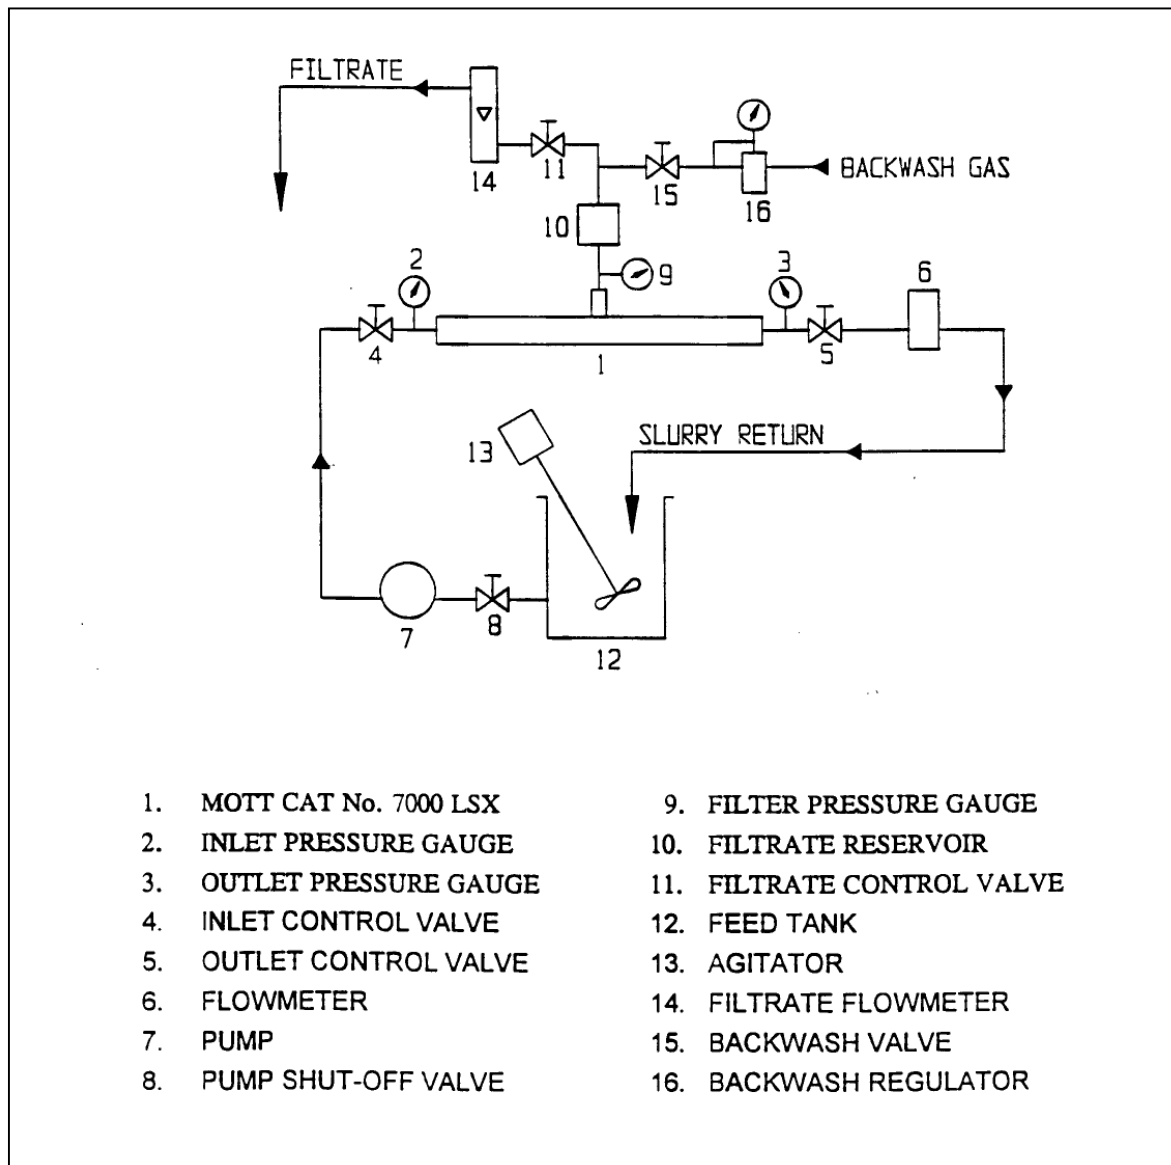 FILTRATE
14
11
15
16
BACKWASH GAS
10
9
2
3
6
4
1
5
13
SLURRY RETURN
7
8
12
1. MOTT CAT No. 7000 LSX
2. INLET PRESSURE GAUGE
3. OUTLET PRESSURE GAUGE
4. INLET CONTROL VALVE
5. OUTLET CONTROL VALVE
6. FLOWMETER
7. PUMP
8. PUMP SHUT-OFF VALVE
9. FILTER PRESSURE GAUGE
10. FILTRATE RESERVOIR
11. FILTRATE CONTROL VALVE
12. FEED TANK
13. AGITATOR
14. FILTRATE FLOWMETER
15. BACKWASH VALVE
16. BACKWASH REGULATOR